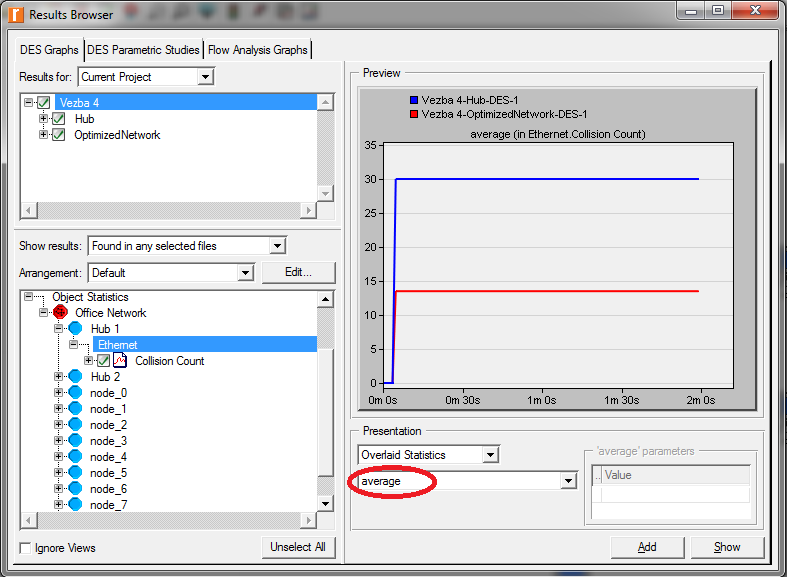 Results Browser
DES Graphs DES Parametric Studies Flow Analysis Graphs
Results for: Current Project
Vezba 4
Hub
OptimizedNetwork
Show results: Found in any selected files
Arrangement: Default Edit...
Object Statistics
Office Network
Hub 1
Ethernet
Collision Count
Hub 2
node_0
node_1
node_2
node_3
node_4
node_5
node_6
node_7
Ignore Views Unselect All
Preview
Vezba 4-Hub-DES-1
Vezba 4-OptimizedNetwork-DES-1
average (in Ethernet.Collision Count)
35
30
25
20
15
10
5
0
0m 0s 0m 30s 1m 0s 1m 30s 2m 0s
Presentation
Overlaid Statistics
average
'average' parameters
.. Value
Add Show